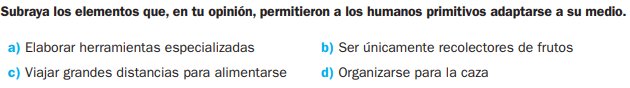 Subraya los elementos que, en tu opinión, permitieron a los humanos primitivos adaptarse a su medio.
a) Elaborar herramientas especializadas
b) Ser únicamente recolectores de frutos
c) Viajar grandes distancias para alimentarse
d) Organizarse para la caza